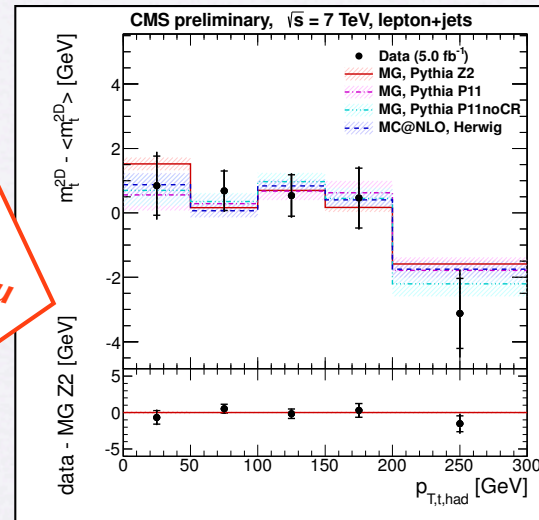 CMS preliminary, √s = 7 TeV, lepton+jets
m_t^2D - <m_t^2D> [GeV]
Data (5.0 fb⁻¹)
MG, Pythia Z2
MG, Pythia P11
MG, Pythia P11noCR
MC@NLO, Herwig
4
2
0
-2
-4
data - MG Z2 [GeV]
5
0
-5
0 50 100 150 200 250 300
p_T,t,had [GeV]